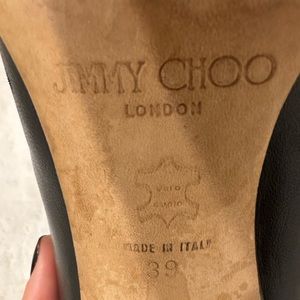 JIMMY CHOO
LONDON
VERO
CUOIO
MADE IN ITALY
39